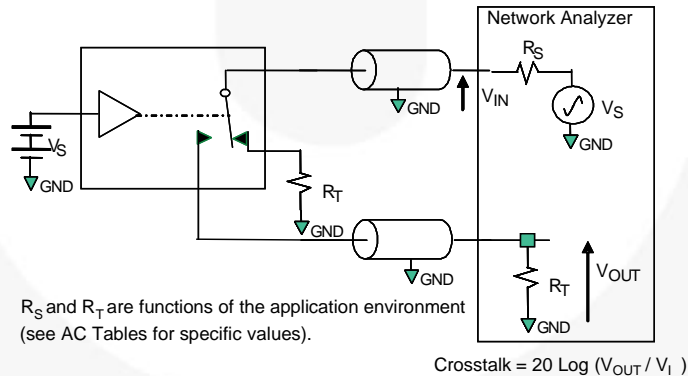 Network Analyzer
RS
GND
VIN
VS
GND
VS
GND
RT
GND
GND
RT
VOUT
GND
RS and RT are functions of the application environment
(see AC Tables for specific values).
Crosstalk = 20 Log (VOUT / VI )